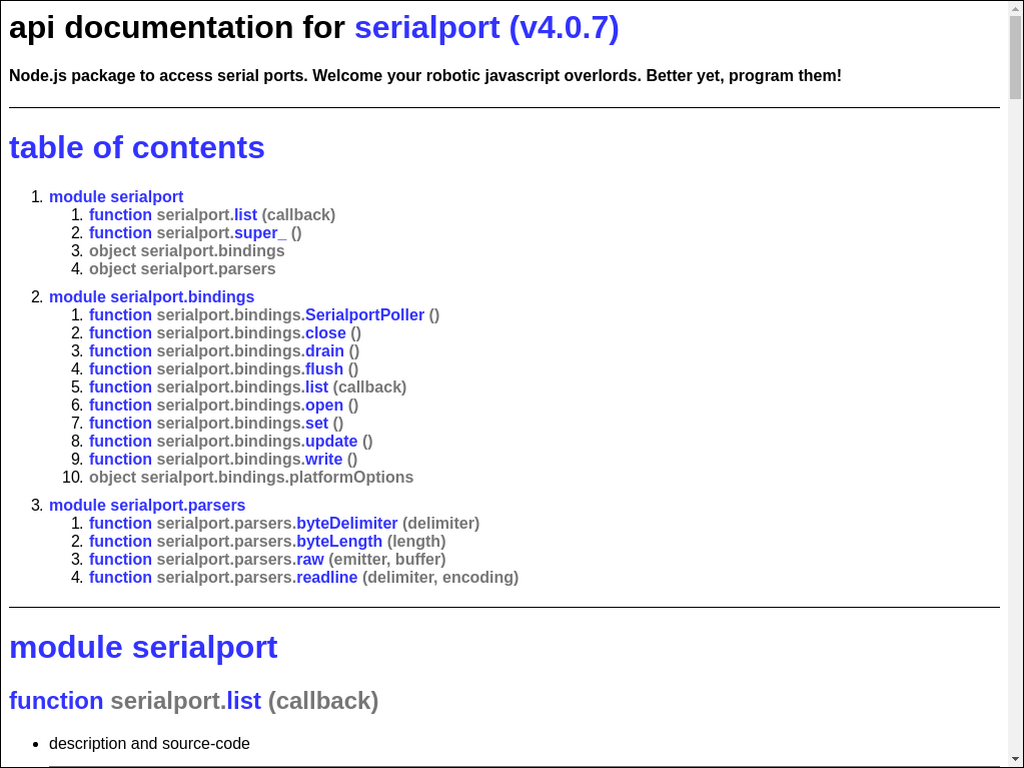 api documentation for serialport (v4.0.7)
Node.js package to access serial ports. Welcome your robotic javascript overlords. Better yet, program them!
table of contents
1. module serialport
1. function serialport.list (callback)
2. function serialport.super_ ()
3. object serialport.bindings
4. object serialport.parsers
2. module serialport.bindings
1. function serialport.bindings.SerialportPoller ()
2. function serialport.bindings.close ()
3. function serialport.bindings.drain ()
4. function serialport.bindings.flush ()
5. function serialport.bindings.list (callback)
6. function serialport.bindings.open ()
7. function serialport.bindings.set ()
8. function serialport.bindings.update ()
9. function serialport.bindings.write ()
10. object serialport.bindings.platformOptions
3. module serialport.parsers
1. function serialport.parsers.byteDelimiter (delimiter)
2. function serialport.parsers.byteLength (length)
3. function serialport.parsers.raw (emitter, buffer)
4. function serialport.parsers.readline (delimiter, encoding)
module serialport
function serialport.list (callback)
• description and source-code